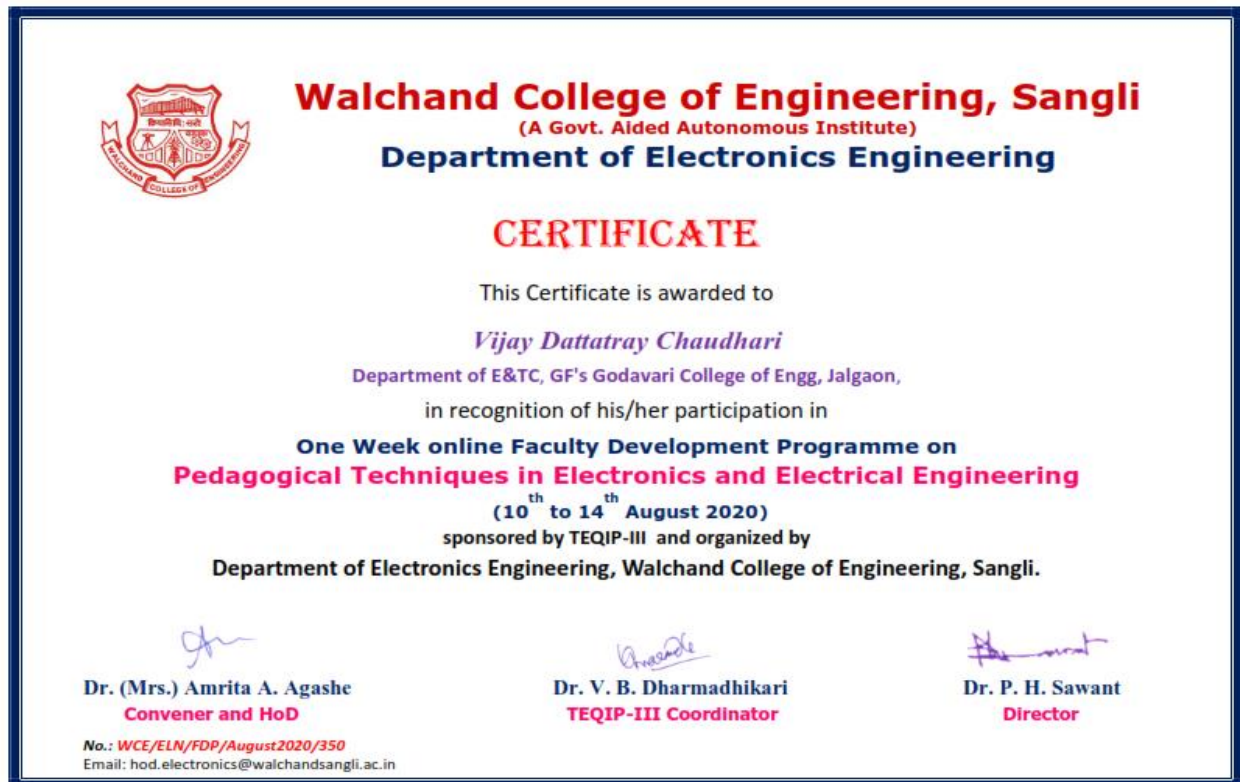 Walchand College of Engineering, Sangli
(A Govt. Aided Autonomous Institute)
Department of Electronics Engineering
WALCHAND COLLEGE OF ENGINEERING
CERTIFICATE
This Certificate is awarded to
Vijay Dattatray Chaudhari
Department of E&TC, GF's Godavari College of Engg, Jalgaon,
in recognition of his/her participation in
One Week online Faculty Development Programme on
Pedagogical Techniques in Electronics and Electrical Engineering
(10th to 14th August 2020)
sponsored by TEQIP-III and organized by
Department of Electronics Engineering, Walchand College of Engineering, Sangli.
Dr. (Mrs.) Amrita A. Agashe
Convener and HoD
Dr. V. B. Dharmadhikari
TEQIP-III Coordinator
Dr. P. H. Sawant
Director
No.: WCE/ELN/FDP/August2020/350
Email: hod.electronics@walchandsangli.ac.in